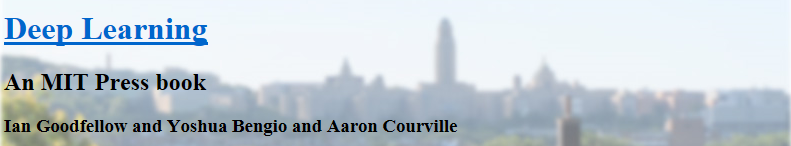 Deep Learning
An MIT Press book
Ian Goodfellow and Yoshua Bengio and Aaron Courville